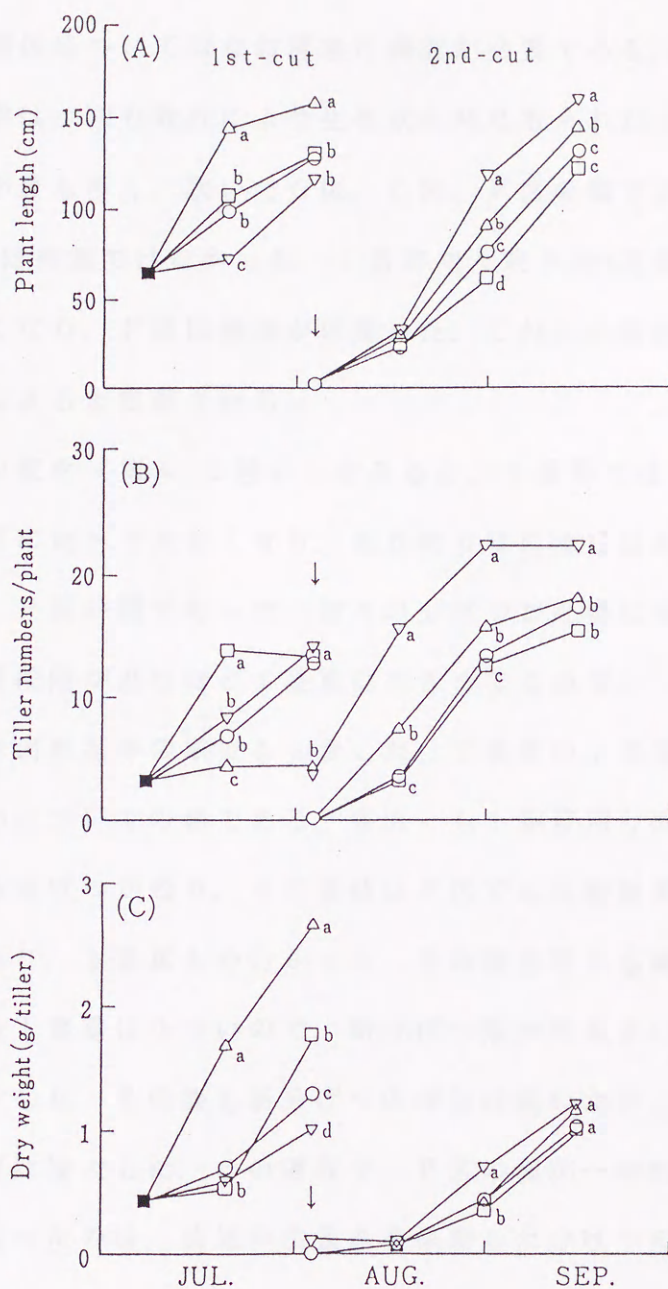 (A)
1st-cut 2nd-cut
Plant length (cm)
200
150
100
50
0
a
a
b
b
b
c
b
a
b
c
d
a
b
c
c
(B)
Tiller numbers/plant
30
20
10
0
a
b
b
c
a
b
a
b
c
a
b
c
a
b
b
(C)
Dry weight (g/tiller)
3
2
1
0
a
b
a
b
c
d
a
b
a
a
JUL. AUG. SEP.